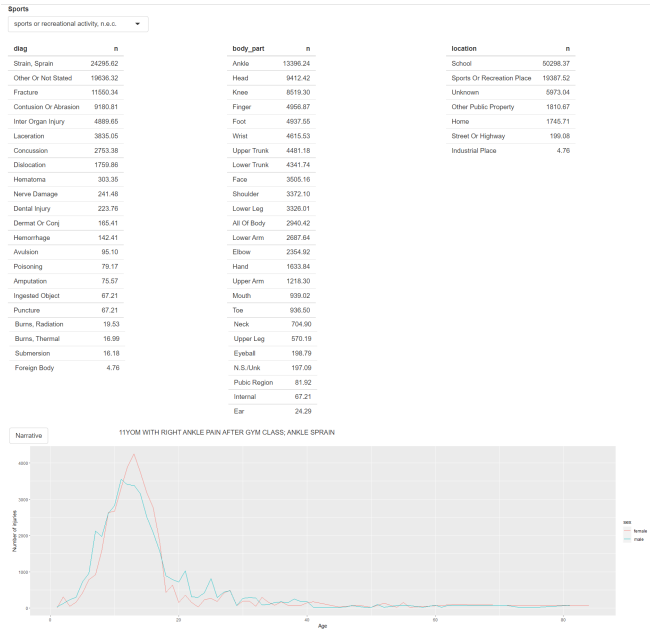 Sports
sports or recreational activity, n.e.c.
diag n
Strain, Sprain 24295.62
Other Or Not Stated 19636.32
Fracture 11550.34
Contusion Or Abrasion 9180.81
Inter Organ Injury 4889.65
Laceration 3835.05
Concussion 2753.38
Dislocation 1759.86
Hematoma 303.35
Nerve Damage 241.48
Dental Injury 223.76
Dermat Or Conj 165.41
Hemorrhage 142.41
Avulsion 95.10
Poisoning 79.17
Amputation 75.57
Ingested Object 67.21
Puncture 67.21
Burns, Radiation 19.53
Burns, Thermal 16.99
Submersion 16.18
Foreign Body 4.76
body_part n
Ankle 13396.24
Head 9412.42
Knee 8519.30
Finger 4956.87
Foot 4937.55
Wrist 4615.53
Upper Trunk 4481.18
Lower Trunk 4341.74
Face 3505.16
Shoulder 3372.10
Lower Leg 3326.01
All Of Body 2940.42
Lower Arm 2687.64
Elbow 2354.92
Hand 1633.84
Upper Arm 1218.30
Mouth 939.02
Toe 936.50
Neck 704.90
Upper Leg 570.19
Eyeball 198.79
N.S./Unk 197.09
Pubic Region 81.92
Internal 67.21
Ear 24.29
location n
School 50298.37
Sports Or Recreation Place 19387.52
Unknown 5973.04
Other Public Property 1810.67
Home 1745.71
Street Or Highway 199.08
Industrial Place 4.76
Narrative
11YOM WITH RIGHT ANKLE PAIN AFTER GYM CLASS; ANKLE SPRAIN
Number of injuries
4000
3000
2000
1000
0
0 20 40 60 80
Age
sex
female
male